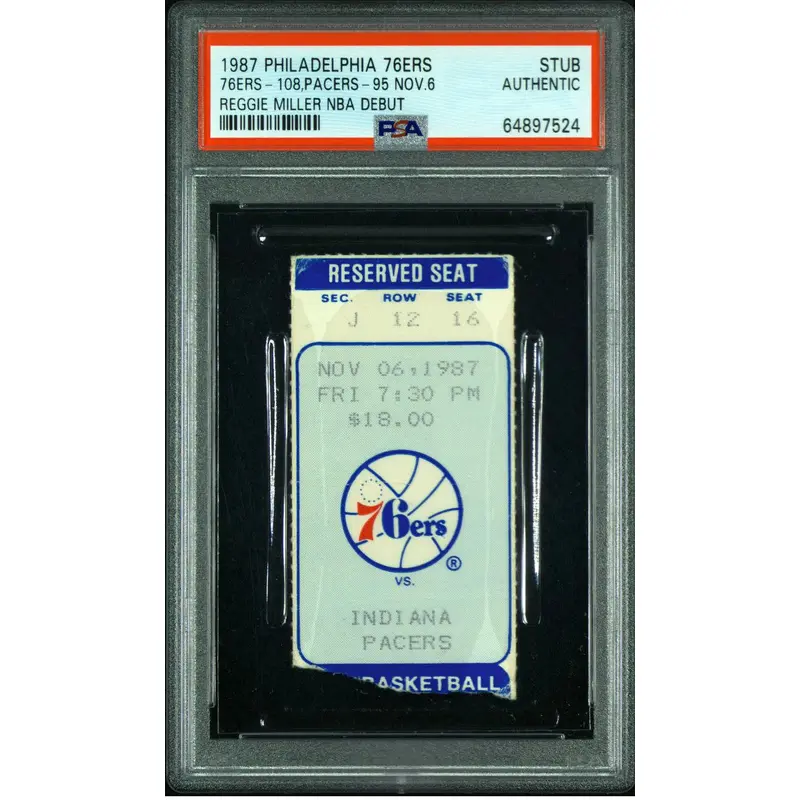 1987 PHILADELPHIA 76ERS STUB
76ERS - 108,PACERS - 95 NOV.6 AUTHENTIC
REGGIE MILLER NBA DEBUT
PSA 64897524
RESERVED SEAT
SEC. ROW SEAT
J 12 16
NOV 06,1987
FRI 7:30 PM
$18.00
76ers
®
VS.
INDIANA
PACERS
BASKETBALL